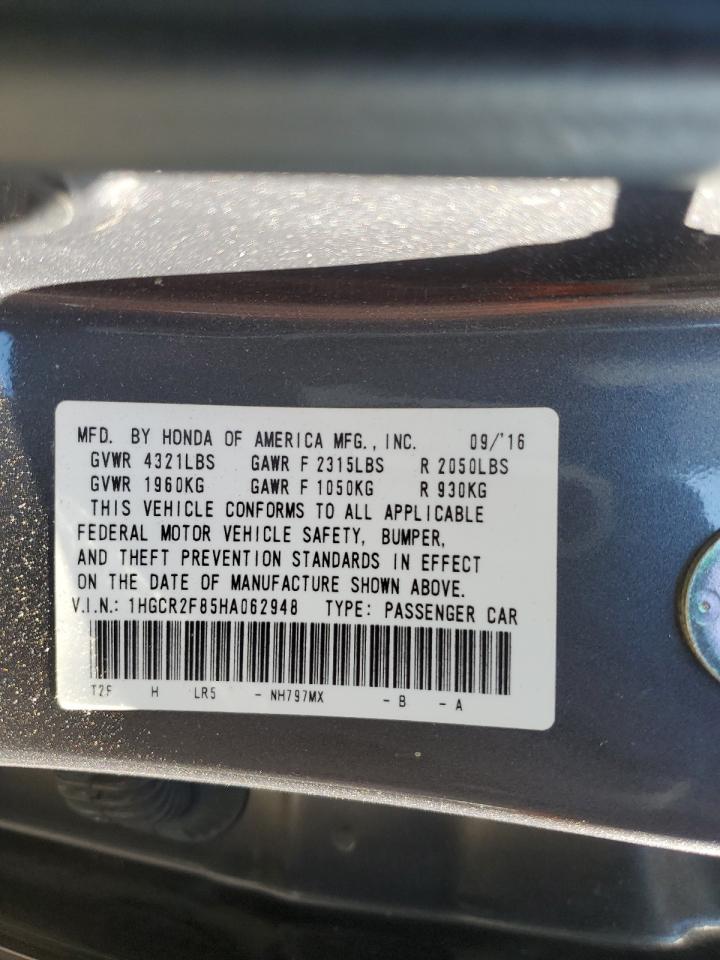 MFD. BY HONDA OF AMERICA MFG., INC. 09/'16
GVWR 4321LBS GAWR F 2315LBS R 2050LBS
GVWR 1960KG GAWR F 1050KG R 930KG
THIS VEHICLE CONFORMS TO ALL APPLICABLE
FEDERAL MOTOR VEHICLE SAFETY, BUMPER,
AND THEFT PREVENTION STANDARDS IN EFFECT
ON THE DATE OF MANUFACTURE SHOWN ABOVE.
V.I.N.: 1HGCR2F85HA062948 TYPE: PASSENGER CAR
T2F H LR5 - NH797MX - B - A